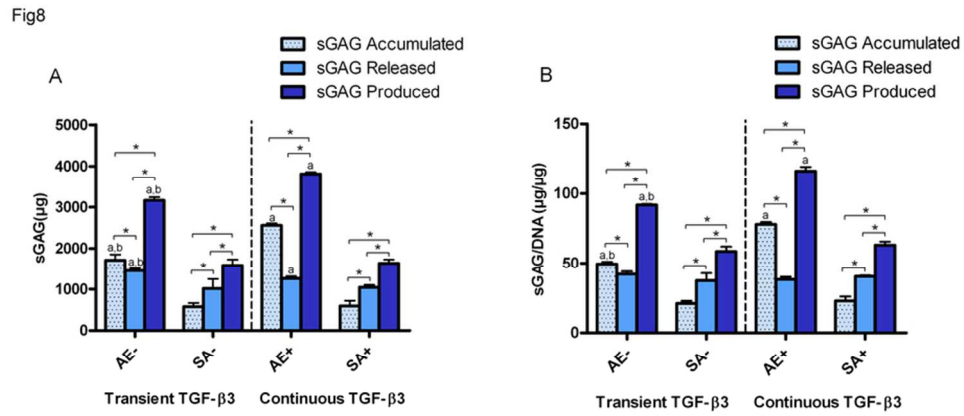 Fig8
A
sGAG Accumulated
sGAG Released
sGAG Produced
sGAG(µg)
5000
4000
3000
2000
1000
0
a,b
*
*
*
a,b
a,b
*
*
*
a
*
*
*
a
a
*
*
*
AE-
SA-
AE+
SA+
Transient TGF-β3
Continuous TGF-β3
B
sGAG Accumulated
sGAG Released
sGAG Produced
sGAG/DNA (µg/µg)
150
100
50
0
a,b
*
*
*
a,b
*
*
*
a
*
*
*
a
*
*
*
AE-
SA-
AE+
SA+
Transient TGF-β3
Continuous TGF-β3